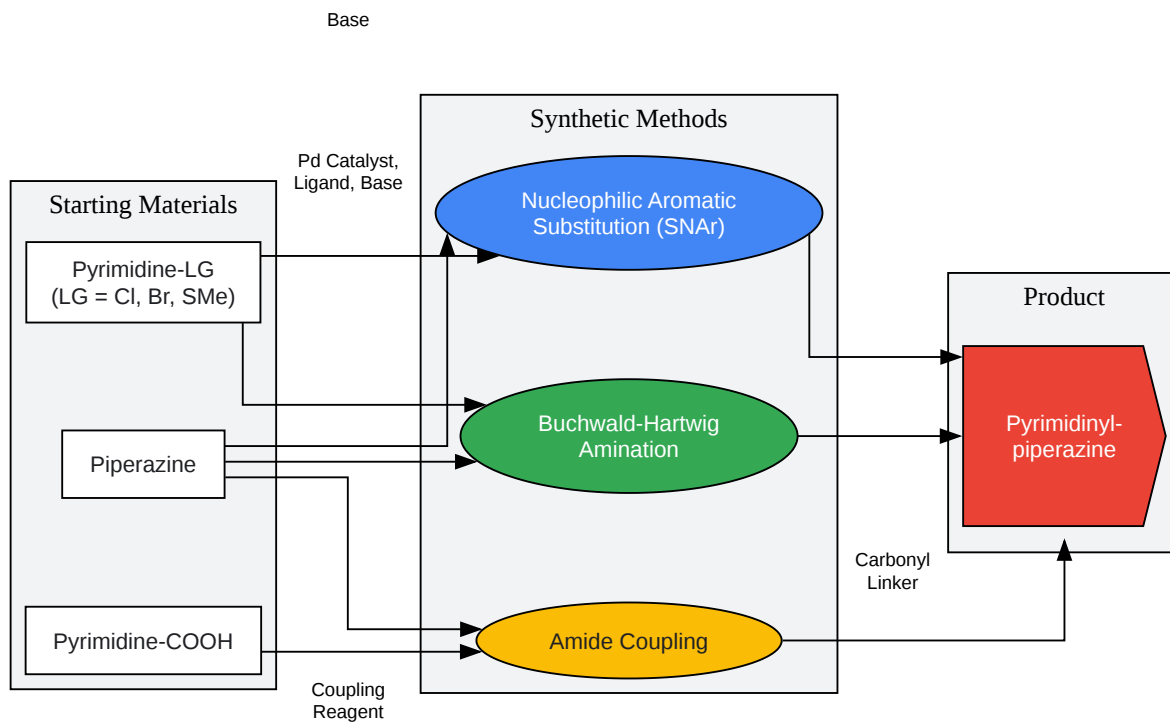 Base
Synthetic Methods
Pd Catalyst,
Ligand, Base
Starting Materials
Nucleophilic Aromatic
Substitution (SNAr)
Pyrimidine-LG
(LG = Cl, Br, SMe)
Product
Buchwald-Hartwig
Amination
Pyrimidinyl-
piperazine
Piperazine
Carbonyl
Linker
Pyrimidine-COOH
Amide Coupling
Coupling
Reagent